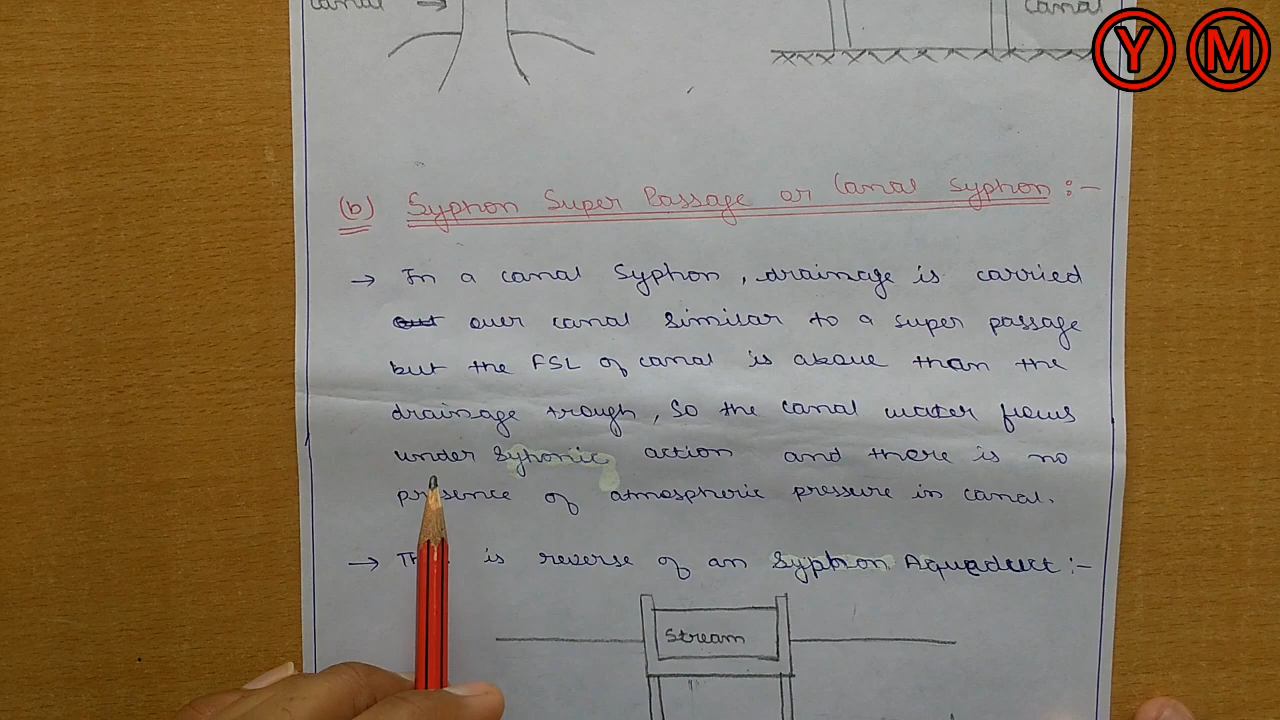 canal →
canal
Y M
(b) Syphon Super Passage or Canal Syphon :-
→ In a canal Syphon, drainage is carried
out over canal similar to a super passage
but the FSL of canal is above than the
drainage trough, So the canal water flows
under Syhonic action and there is no
presence of atmospheric pressure in canal.
→ is reverse of an Syphon Aqueduct :-
Stream